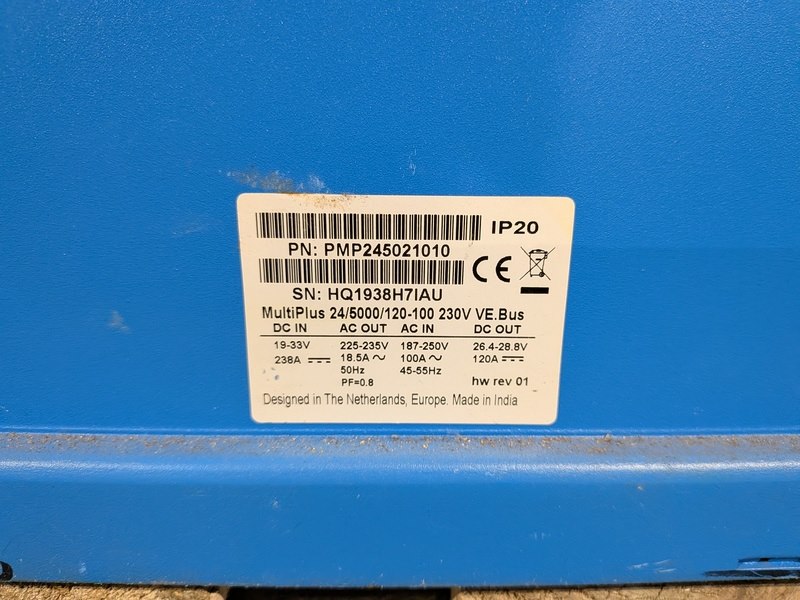 IP20
PN: PMP245021010
SN: HQ1938H7IAU
MultiPlus 24/5000/120-100 230V VE.Bus
DC IN AC OUT AC IN DC OUT
19-33V 225-235V 187-250V 26.4-28.8V
238A 18.5A 100A 120A
50Hz 45-55Hz
PF=0.8 hw rev 01
Designed in The Netherlands, Europe. Made in India